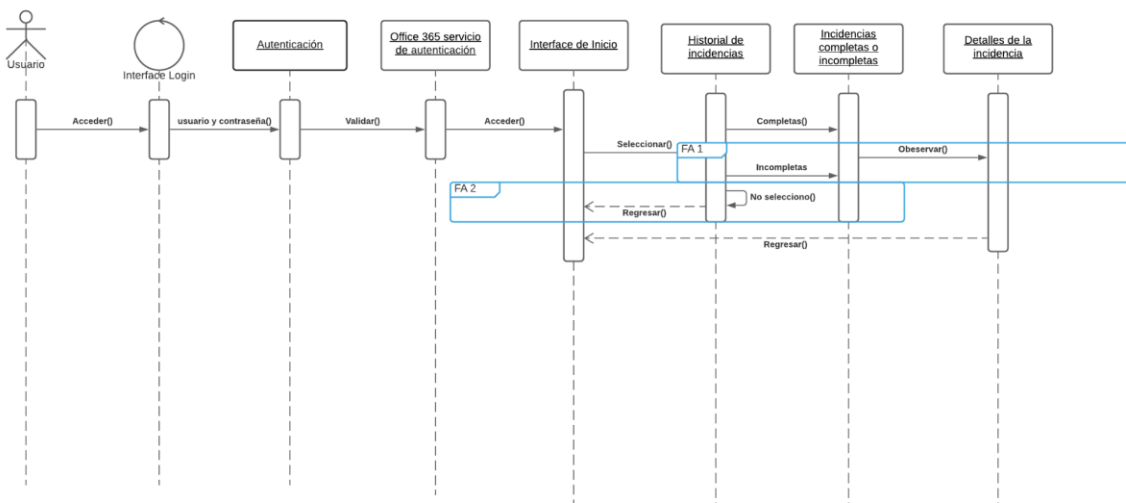 Usuario
Interface Login
Autenticación
Office 365 servicio
de autenticación
Interface de Inicio
Historial de
incidencias
Incidencias
completas o
incompletas
Detalles de la
incidencia
Acceder()
usuario y contraseña()
Validar()
Acceder()
Completas()
Seleccionar()
FA 1
Obeservar()
Incompletas
FA 2
No selecciono()
Regresar()
Regresar()